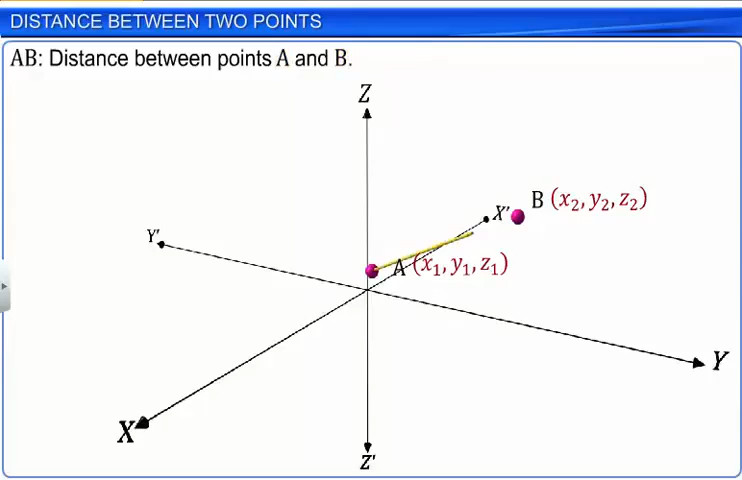 DISTANCE BETWEEN TWO POINTS
AB: Distance between points A and B.
Z
B (x₂, y₂, z₂)
X'
Y'
A (x₁, y₁, z₁)
Y
X
Z'